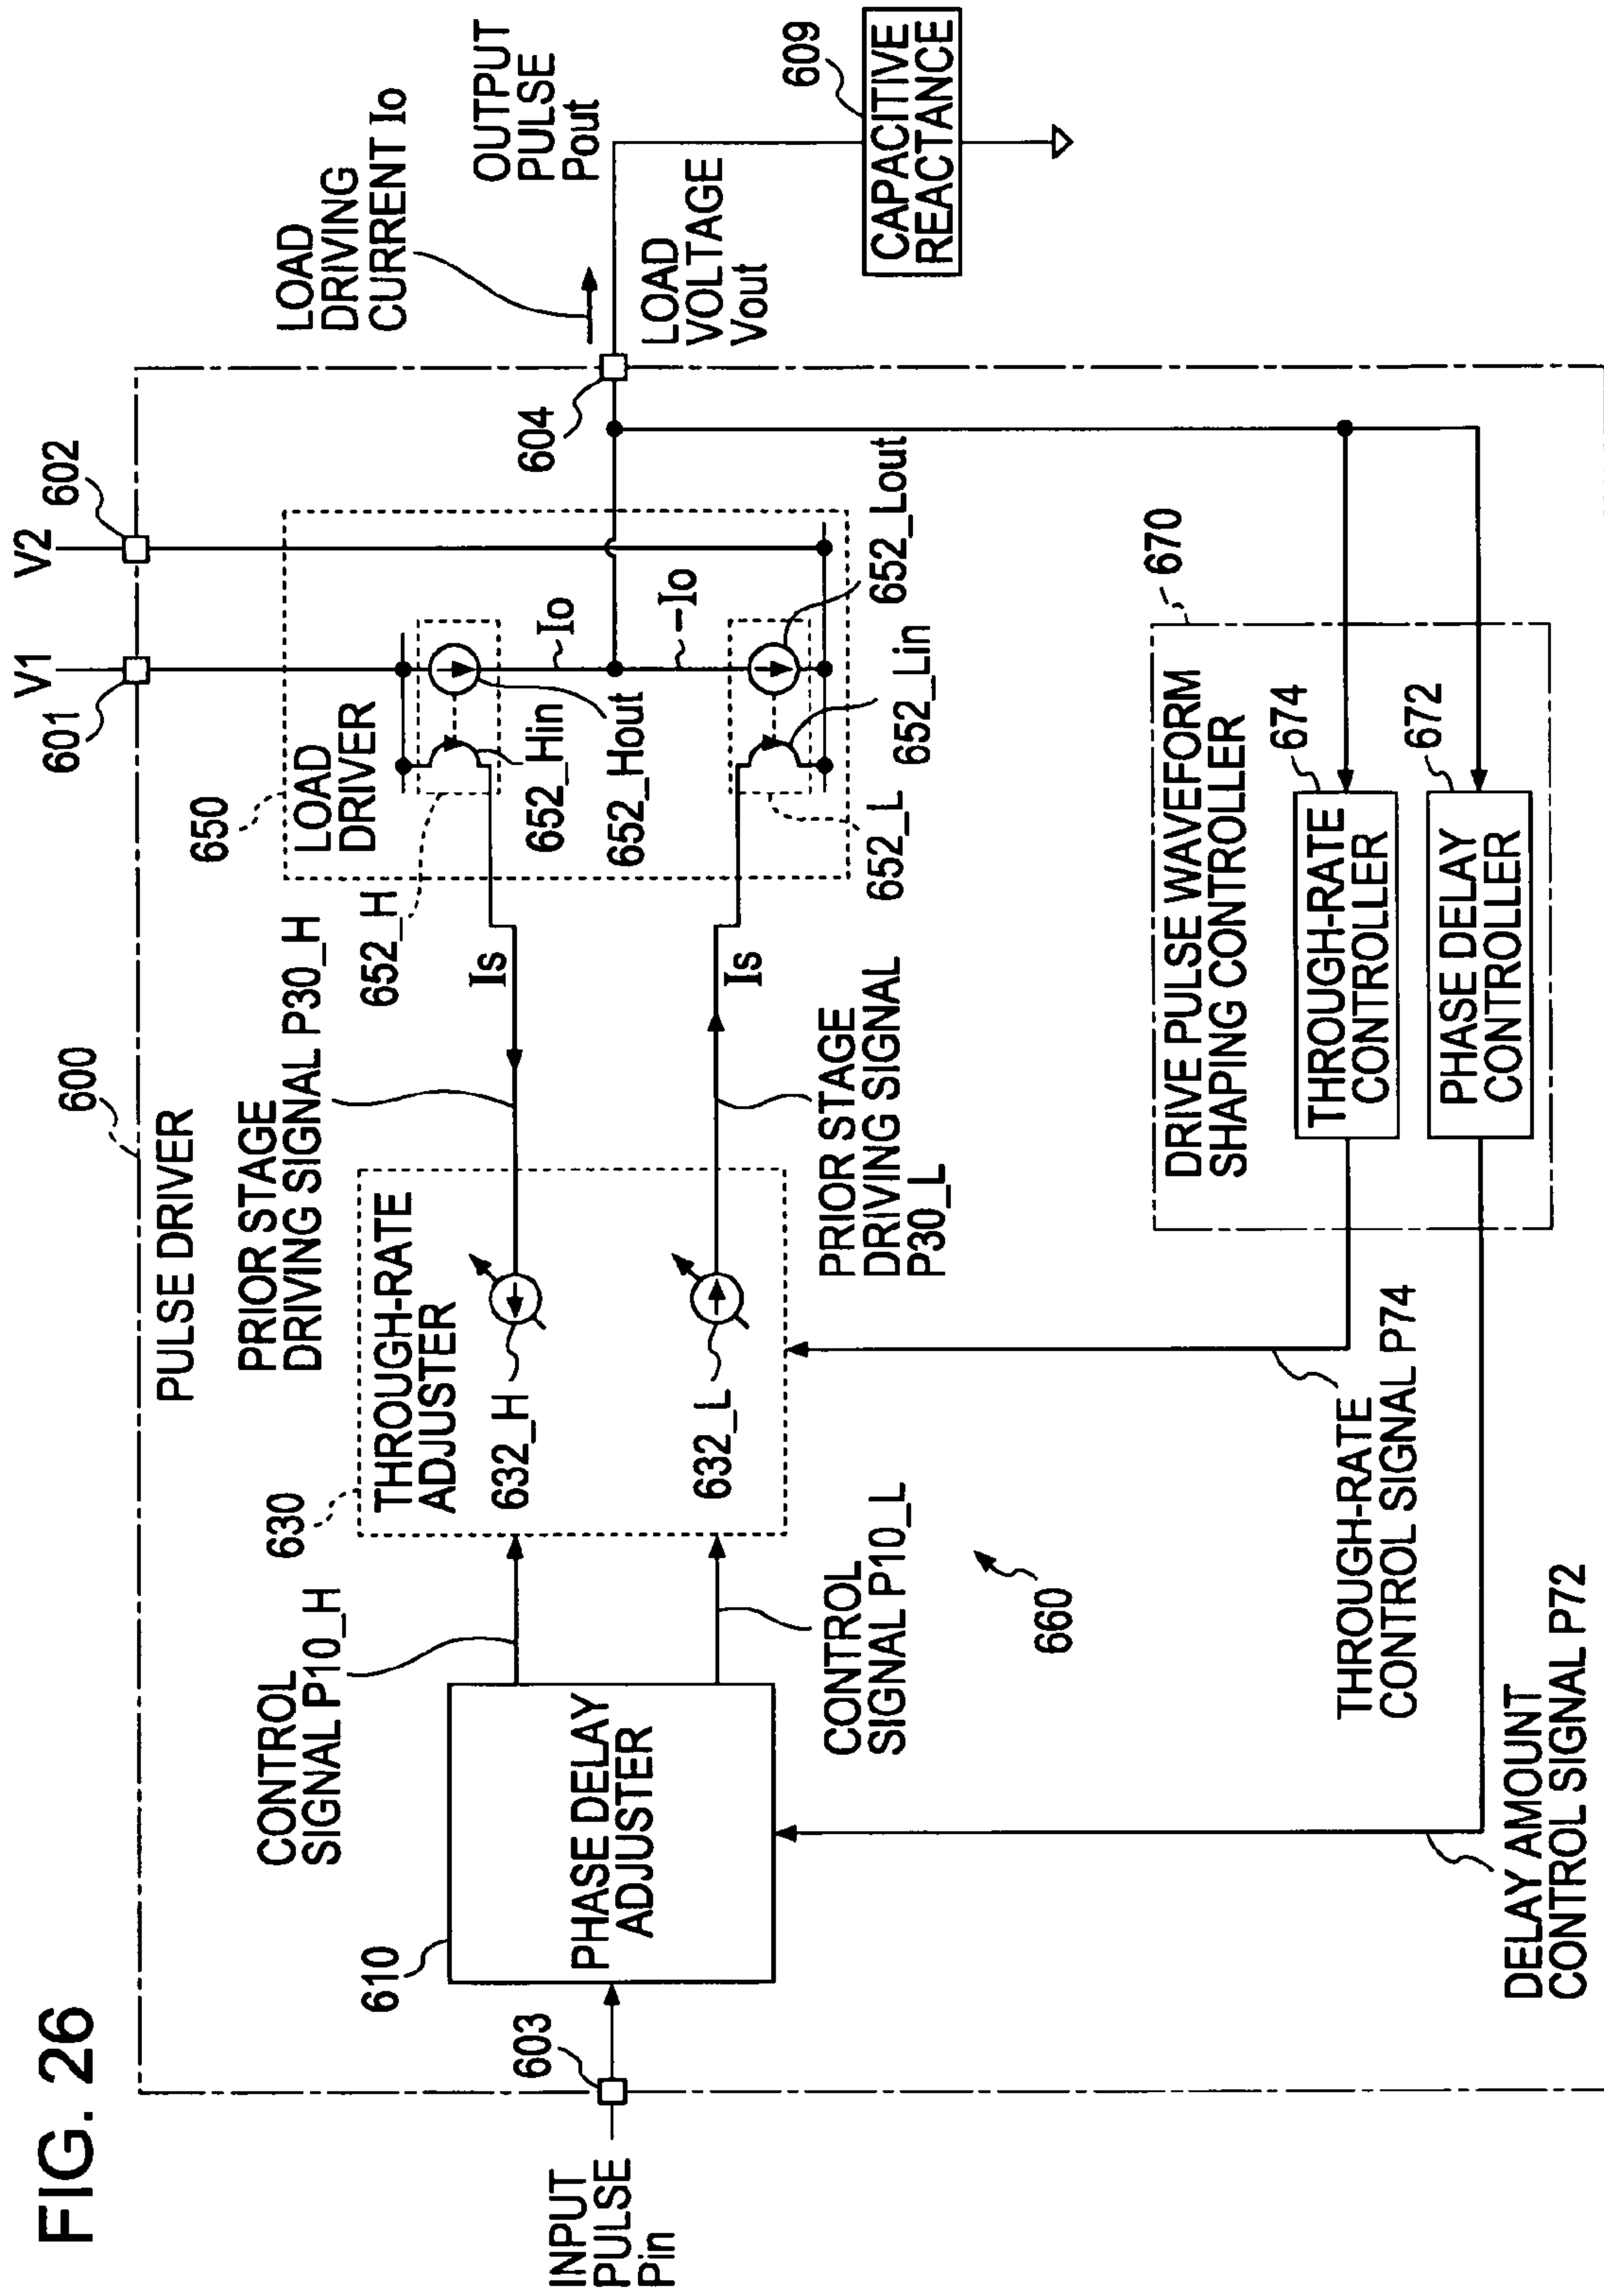 FIG. 26
600
PULSE DRIVER
INPUT
PULSE
Pin
603
610
PHASE DELAY
ADJUSTER
CONTROL
SIGNAL P10_H
CONTROL
SIGNAL P10_L
630
THROUGH-RATE
ADJUSTER
632_H
632_L
PRIOR STAGE
DRIVING SIGNAL P30_H
PRIOR STAGE
DRIVING SIGNAL
P30_L
Is
Is
650
LOAD
DRIVER
652_H
652_Hin
652_Hout
652_L
652_Lin
652_Lout
Io
-Io
601
V1
602
V2
604
LOAD
DRIVING
CURRENT Io
OUTPUT
PULSE
Pout
LOAD
VOLTAGE
Vout
609
CAPACITIVE
REACTANCE
660
670
DRIVE PULSE WAVEFORM
SHAPING CONTROLLER
674
THROUGH-RATE
CONTROLLER
672
PHASE DELAY
CONTROLLER
THROUGH-RATE
CONTROL SIGNAL P74
DELAY AMOUNT
CONTROL SIGNAL P72